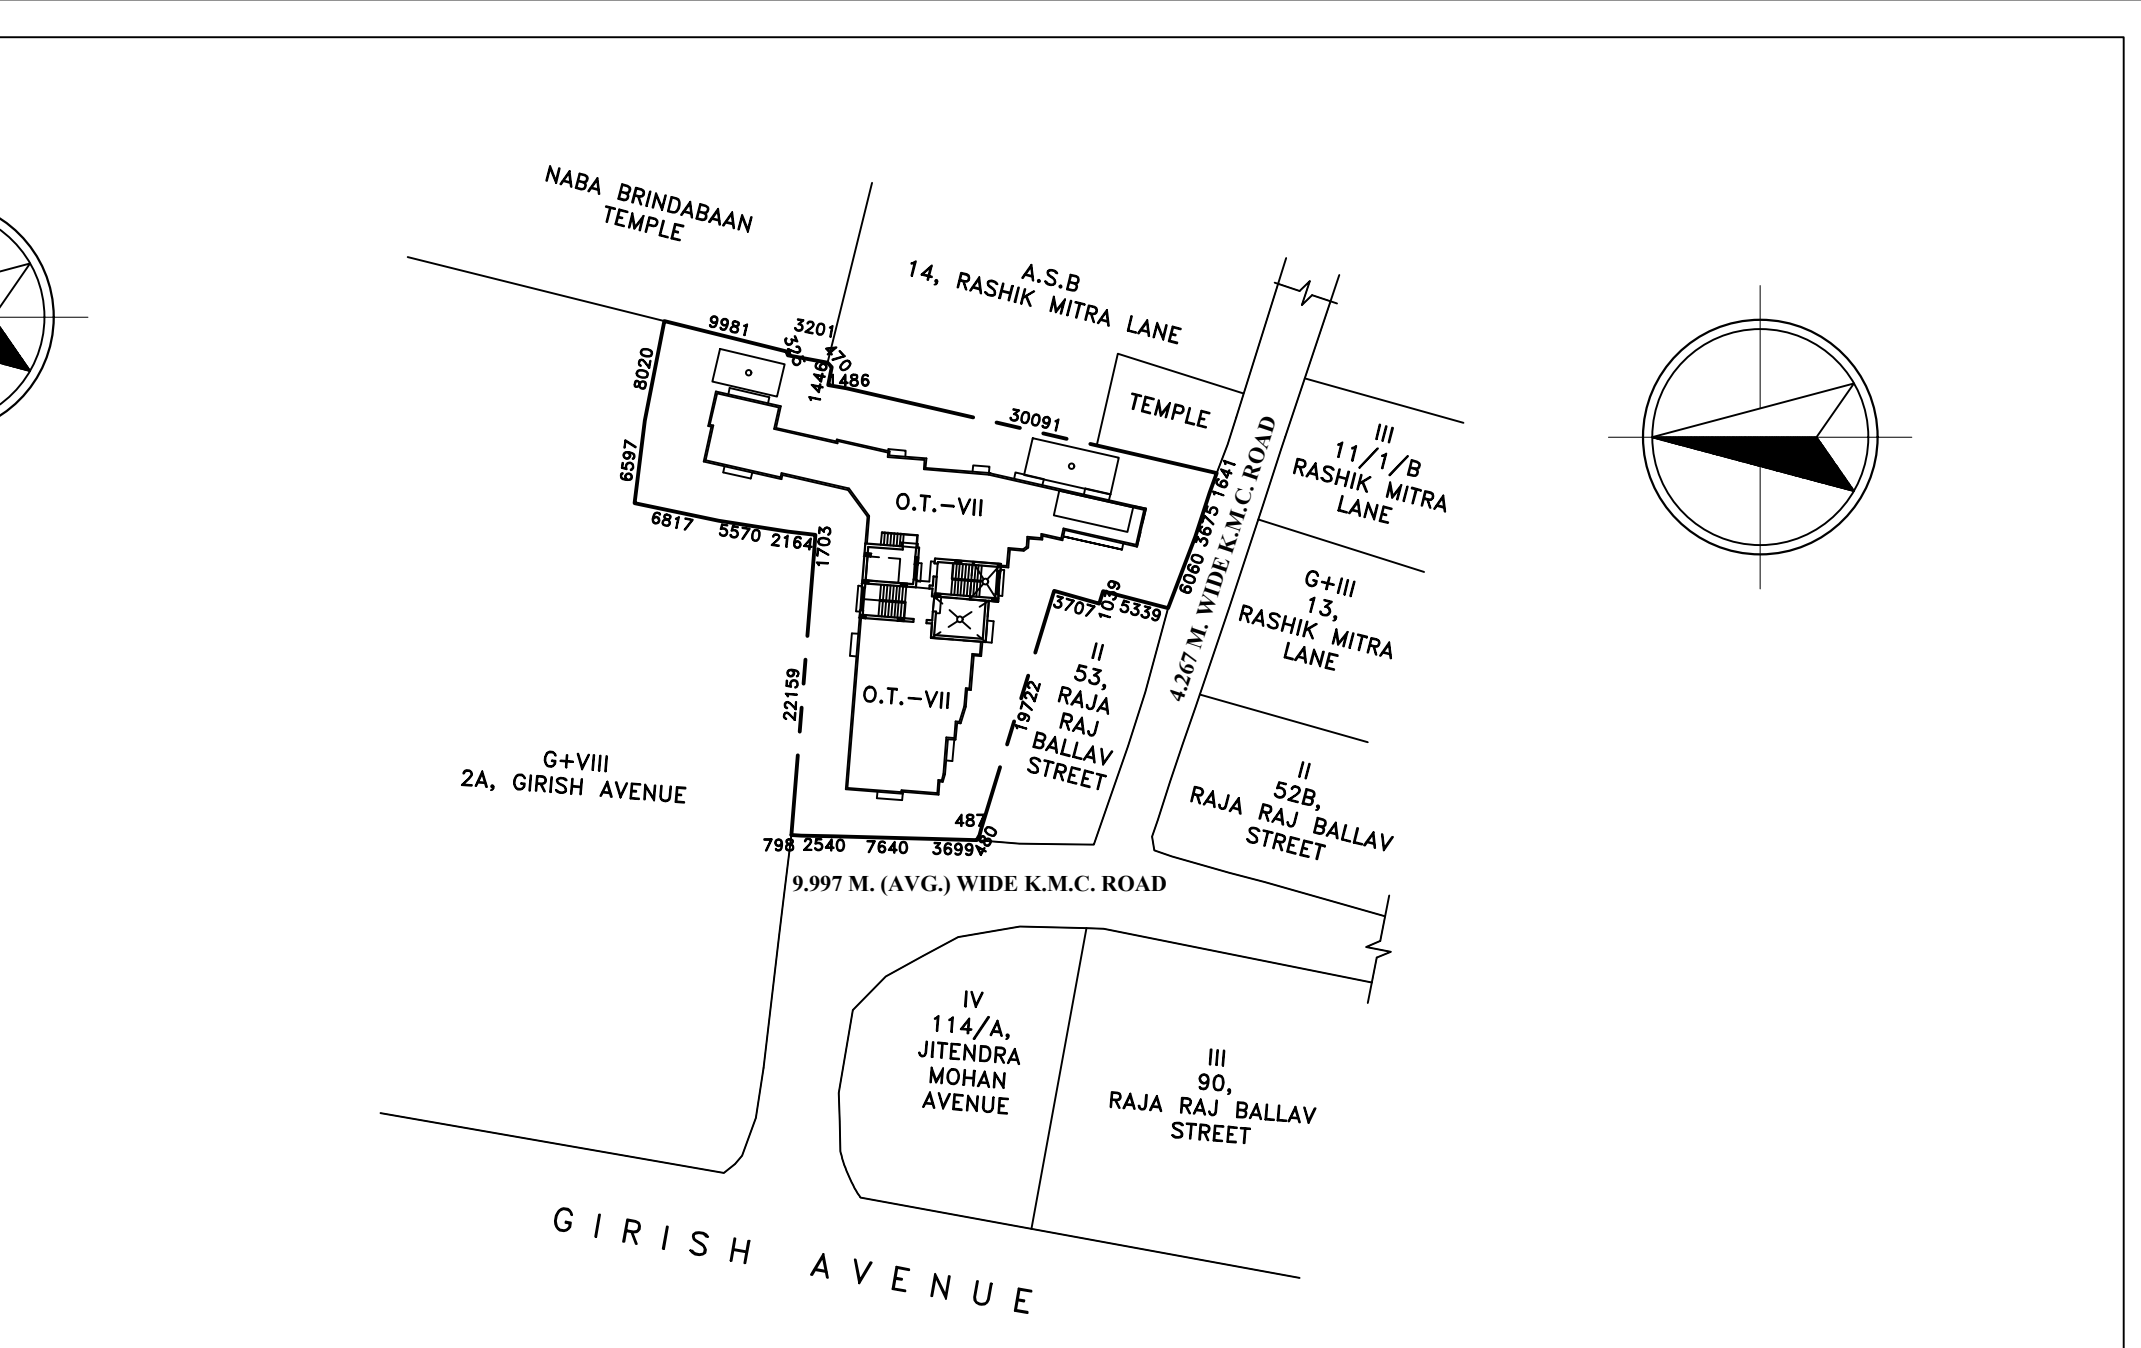 NABA BRINDABAAN
TEMPLE
A.S.B
14, RASHIK MITRA LANE
9981
3201
325
470
1446
1486
8020
6597
30091
TEMPLE
6817
5570
2164
1703
O.T.-VII
1641
3675
6060
4.267 M. WIDE K.M.C. ROAD
III
11/1/B
RASHIK MITRA
LANE
G+III
13,
RASHIK MITRA
LANE
3707
1039
5339
II
53,
RAJA
RAJ
BALLAV
STREET
22159
O.T.-VII
19722
G+VIII
2A, GIRISH AVENUE
II
52B,
RAJA RAJ BALLAV
STREET
487
480
798
2540
7640
3699
9.997 M. (AVG.) WIDE K.M.C. ROAD
IV
114/A,
JITENDRA
MOHAN
AVENUE
III
90,
RAJA RAJ BALLAV
STREET
GIRISH AVENUE